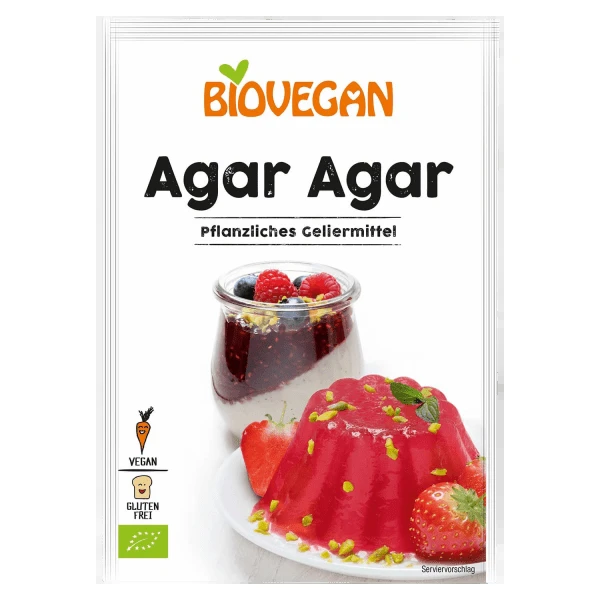 BIOVEGAN
Agar Agar
Pflanzliches Geliermittel
VEGAN
GLUTEN
FREI
Serviervorschlag